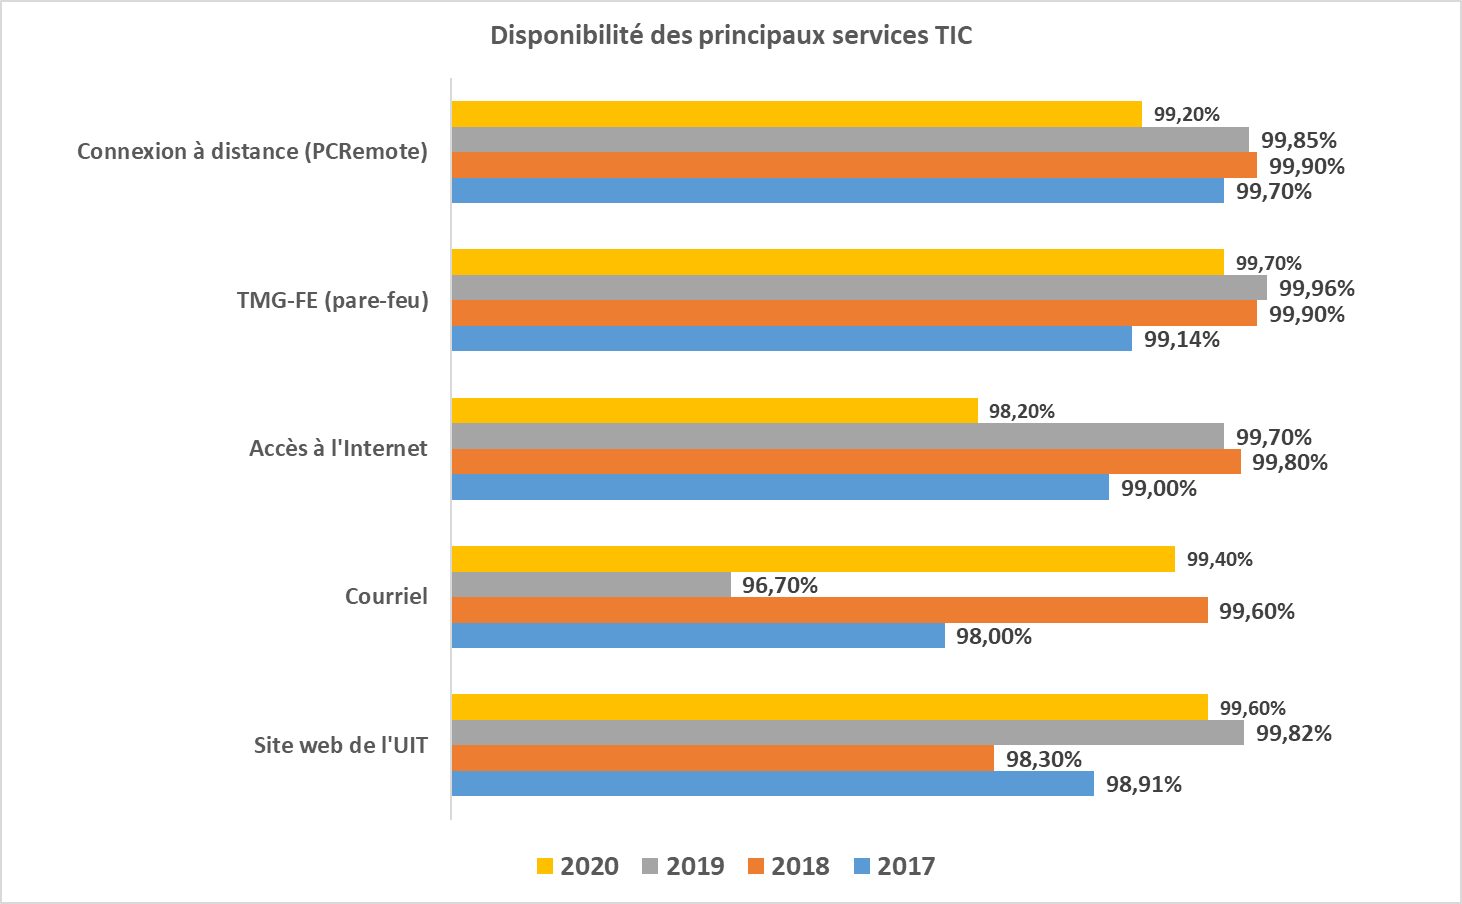 Disponibilité des principaux services TIC
Connexion à distance (PCRemote)
99,20%
99,85%
99,90%
99,70%
TMG-FE (pare-feu)
99,70%
99,96%
99,90%
99,14%
Accès à l'Internet
98,20%
99,70%
99,80%
99,00%
Courriel
99,40%
96,70%
99,60%
98,00%
Site web de l'UIT
99,60%
99,82%
98,30%
98,91%
2020 2019 2018 2017